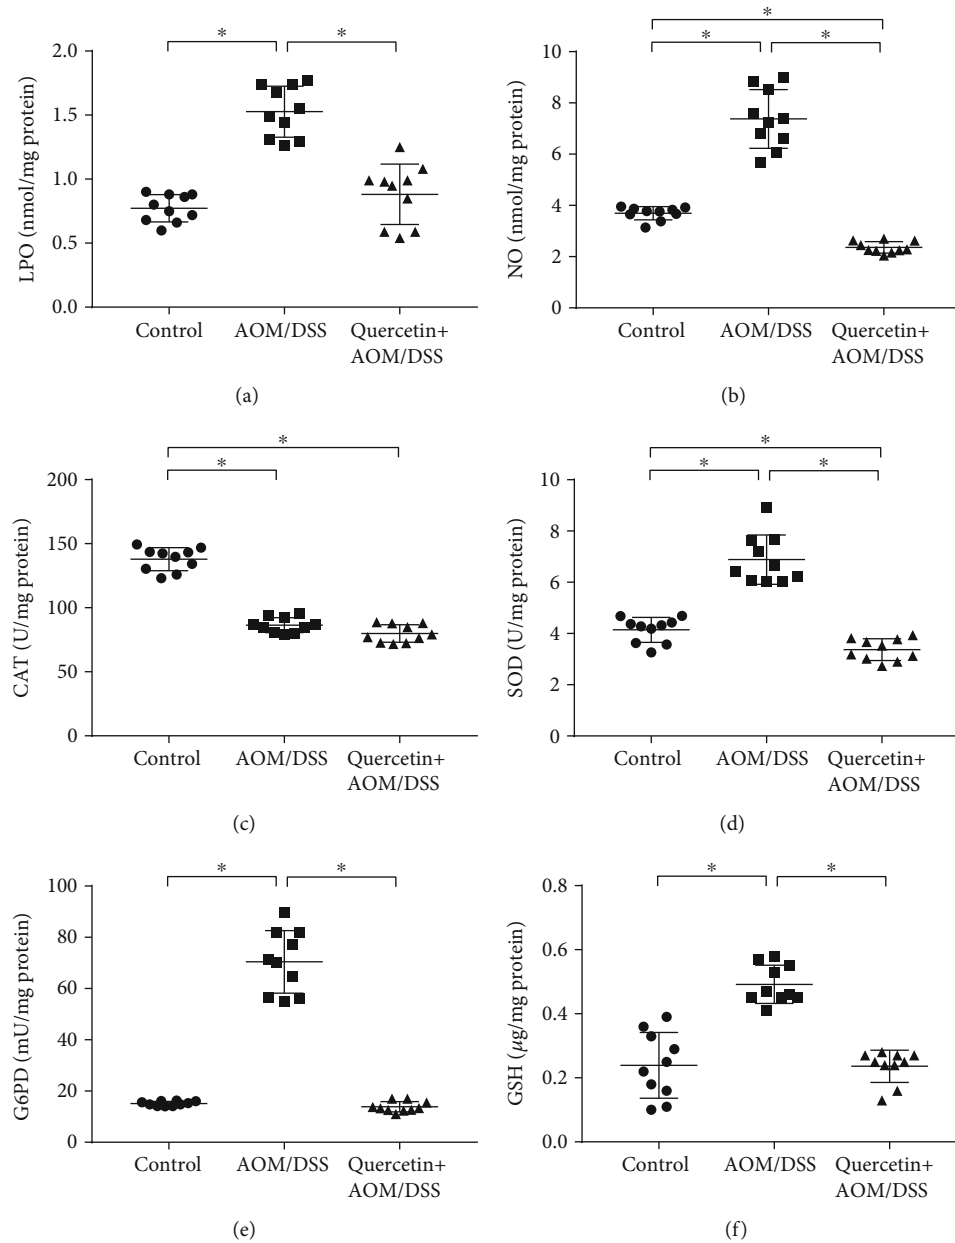 * *
LPO (nmol/mg protein)
2.0
1.5
1.0
0.5
0.0
Control AOM/DSS Quercetin+
AOM/DSS
(a)
*
* *
NO (nmol/mg protein)
10
8
6
4
2
0
Control AOM/DSS Quercetin+
AOM/DSS
(b)
*
*
CAT (U/mg protein)
200
150
100
50
0
Control AOM/DSS Quercetin+
AOM/DSS
(c)
*
* *
SOD (U/mg protein)
10
8
6
4
2
0
Control AOM/DSS Quercetin+
AOM/DSS
(d)
* *
G6PD (mU/mg protein)
100
80
60
40
20
0
Control AOM/DSS Quercetin+
AOM/DSS
(e)
* *
GSH (μg/mg protein)
0.8
0.6
0.4
0.2
0.0
Control AOM/DSS Quercetin+
AOM/DSS
(f)